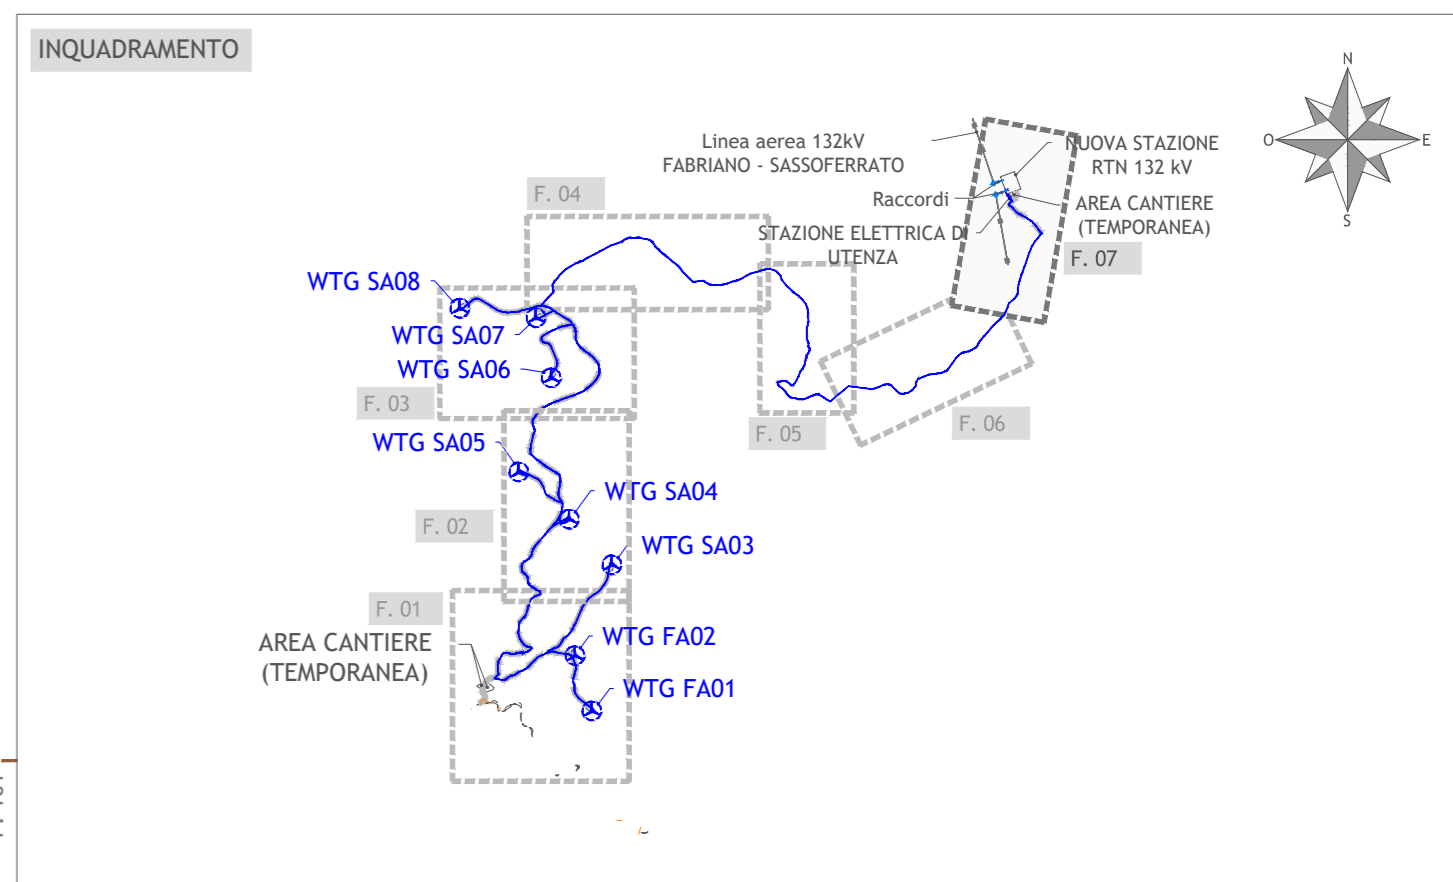 INQUADRAMENTO
N
O
E
S
Linea aerea 132kV
FABRIANO - SASSOFERRATO
NUOVA STAZIONE
RTN 132 kV
Raccordi
AREA CANTIERE
(TEMPORANEA)
STAZIONE ELETTRICA DI
UTENZA
F. 07
F. 04
WTG SA08
WTG SA07
WTG SA06
F. 03
F. 05
F. 06
WTG SA05
WTG SA04
F. 02
WTG SA03
F. 01
AREA CANTIERE
(TEMPORANEA)
WTG FA02
WTG FA01